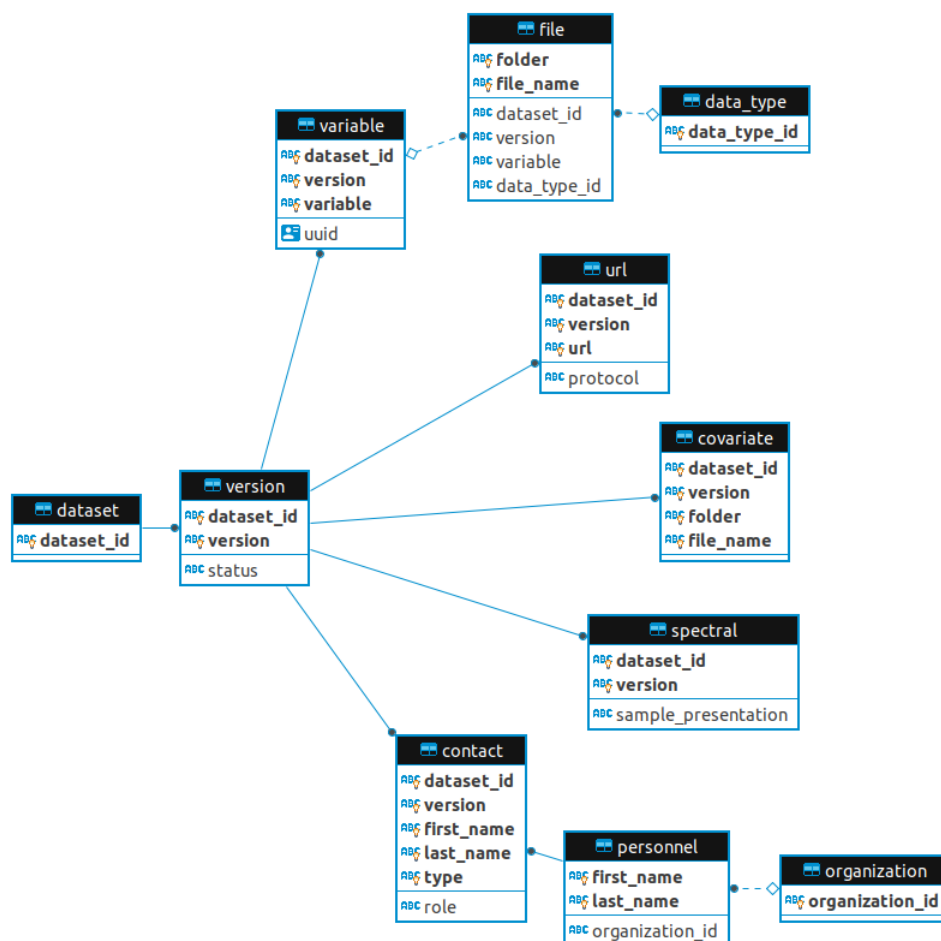 file
folder
file_name
dataset_id
version
variable
data_type_id
data_type
data_type_id
variable
dataset_id
version
variable
uuid
url
dataset_id
version
url
protocol
covariate
dataset_id
version
folder
file_name
version
dataset_id
version
status
dataset
dataset_id
spectral
dataset_id
version
sample_presentation
contact
dataset_id
version
first_name
last_name
type
role
personnel
first_name
last_name
organization_id
organization
organization_id